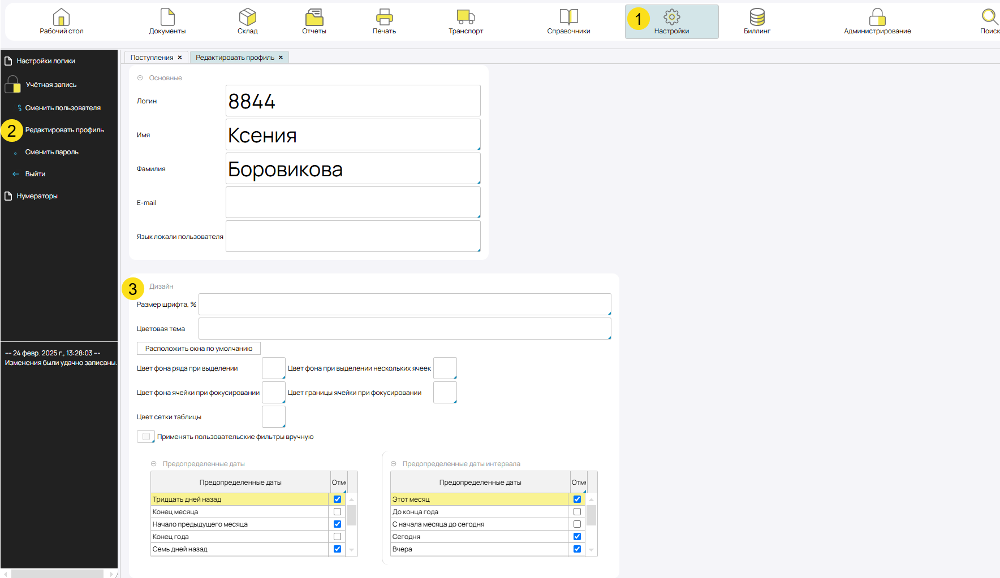 Рабочий стол
Документы
Склад
Отчеты
Печать
Транспорт
Справочники
1
Настройки
Биллинг
Администрирование
Поиск
Настройки логики
Учётная запись
Сменить пользователя
2
Редактировать профиль
Сменить пароль
Выйти
Нумераторы
--- 24 февр. 2025 г., 13:28:03 ---
Изменения были удачно записаны.
Поступления ×
Редактировать профиль ×
Основные
Логин 8844
Имя Ксения
Фамилия Боровикова
E-mail
Язык локали пользователя
3
Дизайн
Размер шрифта, %
Цветовая тема
Расположить окна по умолчанию
Цвет фона ряда при выделении Цвет фона при выделении нескольких ячеек
Цвет фона ячейки при фокусировании Цвет границы ячейки при фокусировании
Цвет сетки таблицы
Применять пользовательские фильтры вручную
Предопределенные даты
Предопределенные даты Отме
Тридцать дней назад
Конец месяца
Начало предыдущего месяца
Конец года
Семь дней назад
Предопределенные даты интервала
Предопределенные даты Отме
Этот месяц
До конца года
С начала месяца до сегодня
Сегодня
Вчера